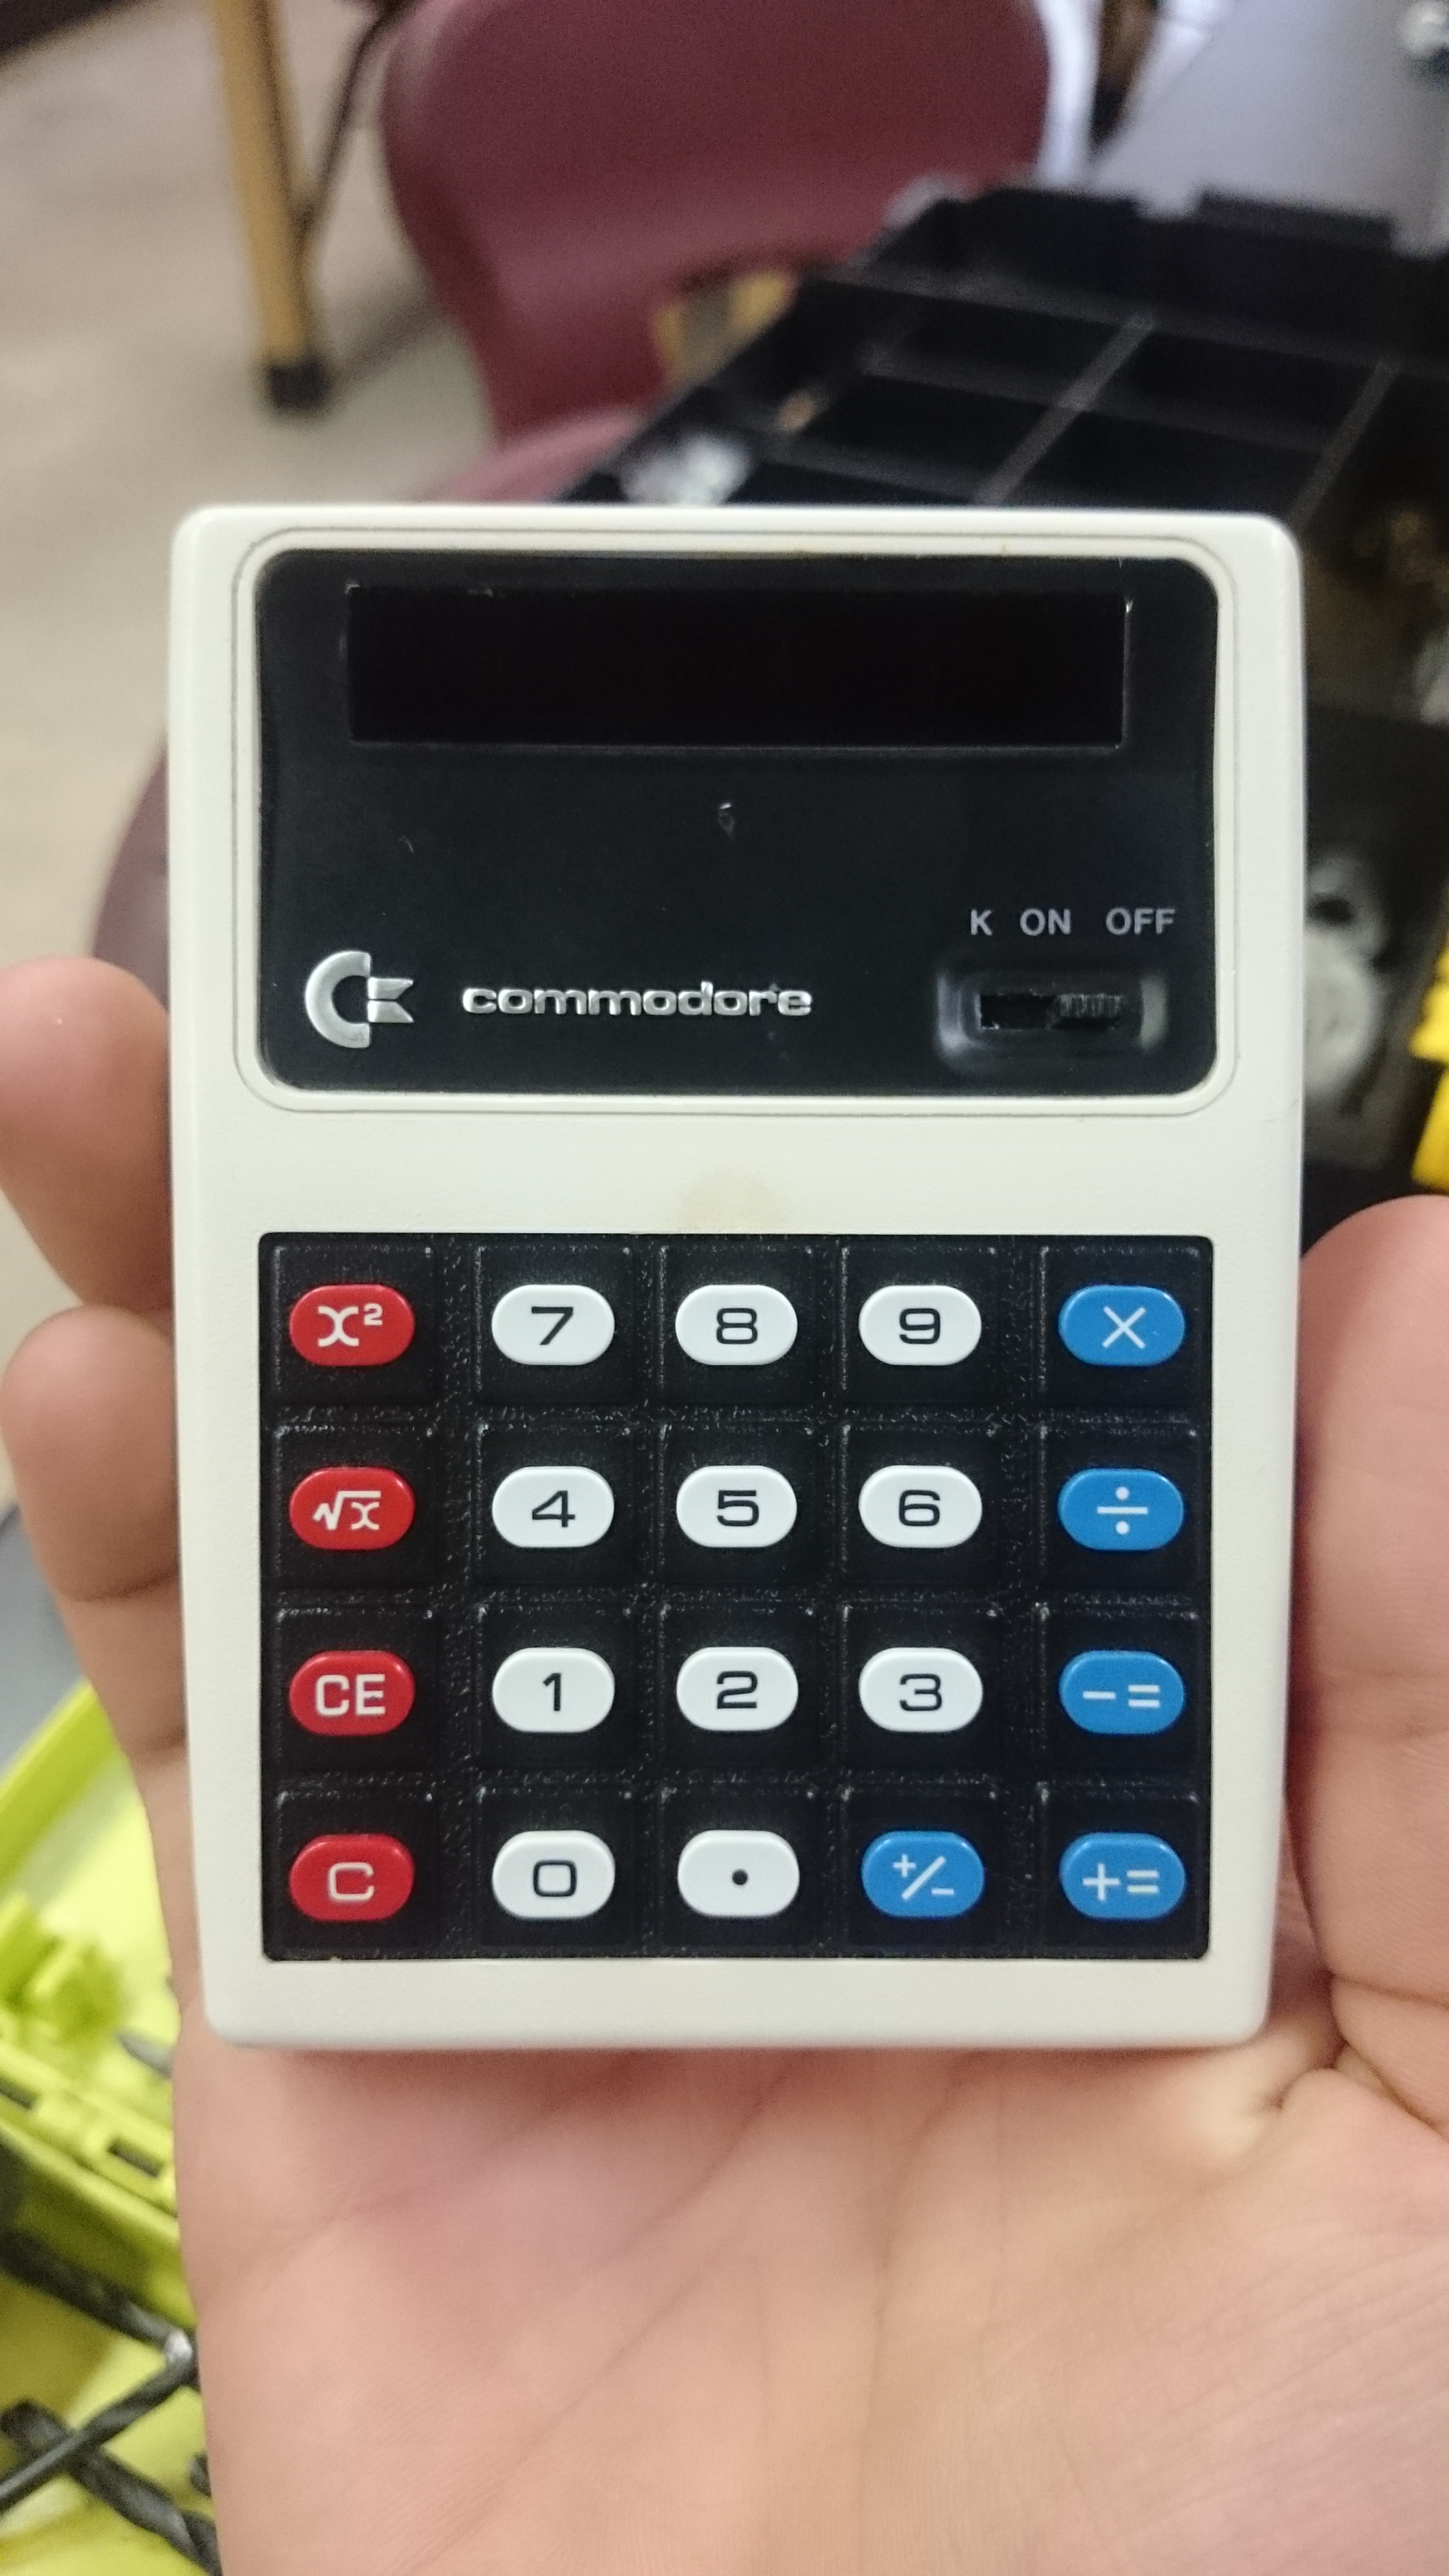 K ON OFF
commodore
x² 7 8 9 ×
√x 4 5 6 ÷
CE 1 2 3 −=
C 0 • +/− +=